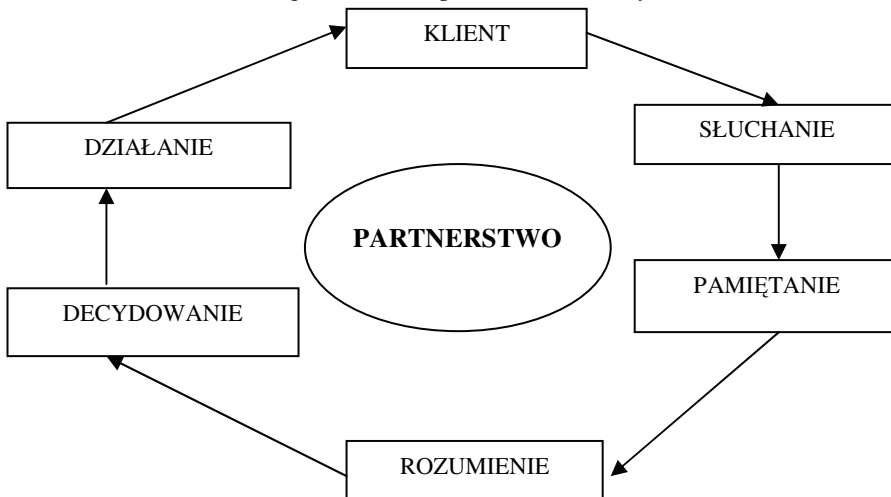 KLIENT
SŁUCHANIE
DZIAŁANIE
PARTNERSTWO
PAMIĘTANIE
DECYDOWANIE
ROZUMIENIE